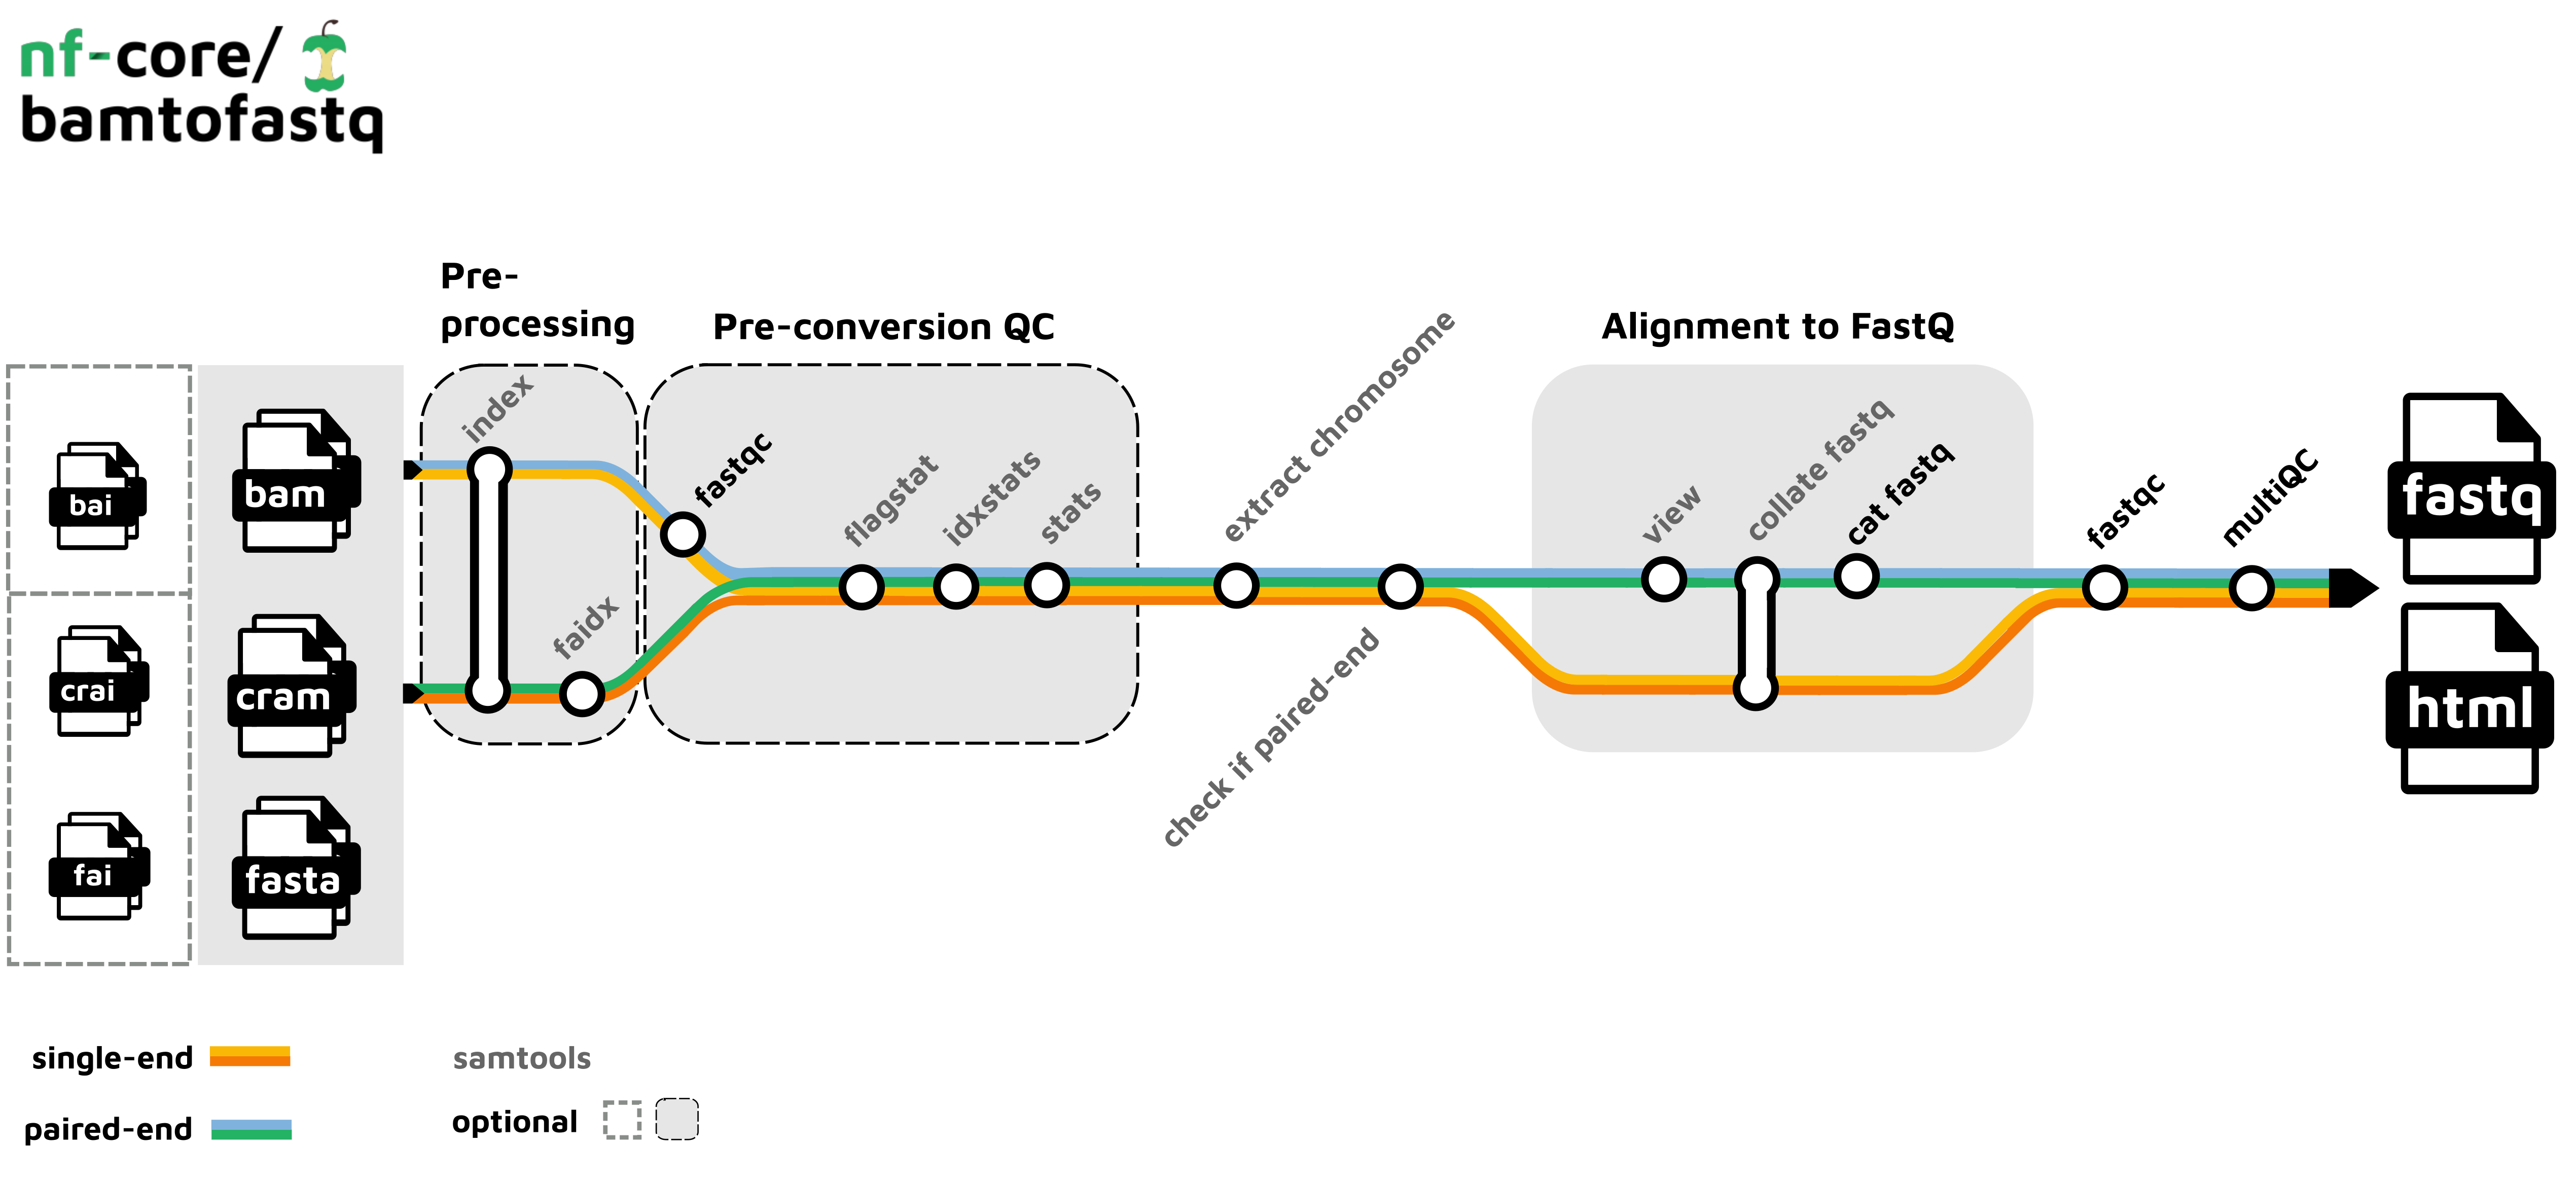 nf-core/
bamtofastq
Pre-
processing
Pre-conversion QC
Alignment to FastQ
bai
crai
fai
bam
cram
fasta
index
faidx
fastqc
flagstat
idxstats
stats
extract chromosome
check if paired-end
view
collate fastq
cat fastq
fastqc
multiQC
fastq
html
single-end
paired-end
samtools
optional